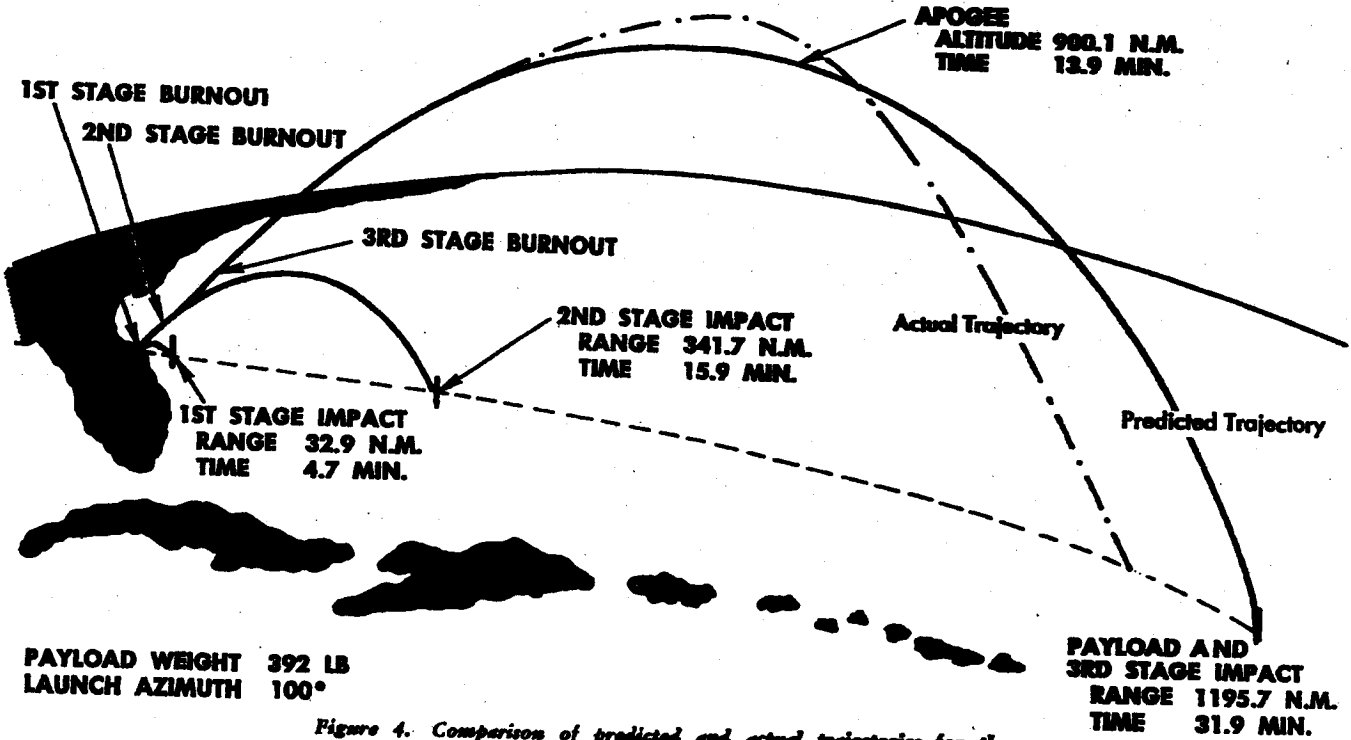 APOGEE
ALTITUDE 900.1 N.M.
TIME 13.9 MIN.
1ST STAGE BURNOUT
2ND STAGE BURNOUT
3RD STAGE BURNOUT
2ND STAGE IMPACT
RANGE 341.7 N.M.
TIME 15.9 MIN.
Actual Trajectory
1ST STAGE IMPACT
RANGE 32.9 N.M.
TIME 4.7 MIN.
Predicted Trajectory
PAYLOAD WEIGHT 392 LB
LAUNCH AZIMUTH 100°
PAYLOAD AND
3RD STAGE IMPACT
RANGE 1195.7 N.M.
TIME 31.9 MIN.
Figure 4. Comparison of predicted and actual trajectories for